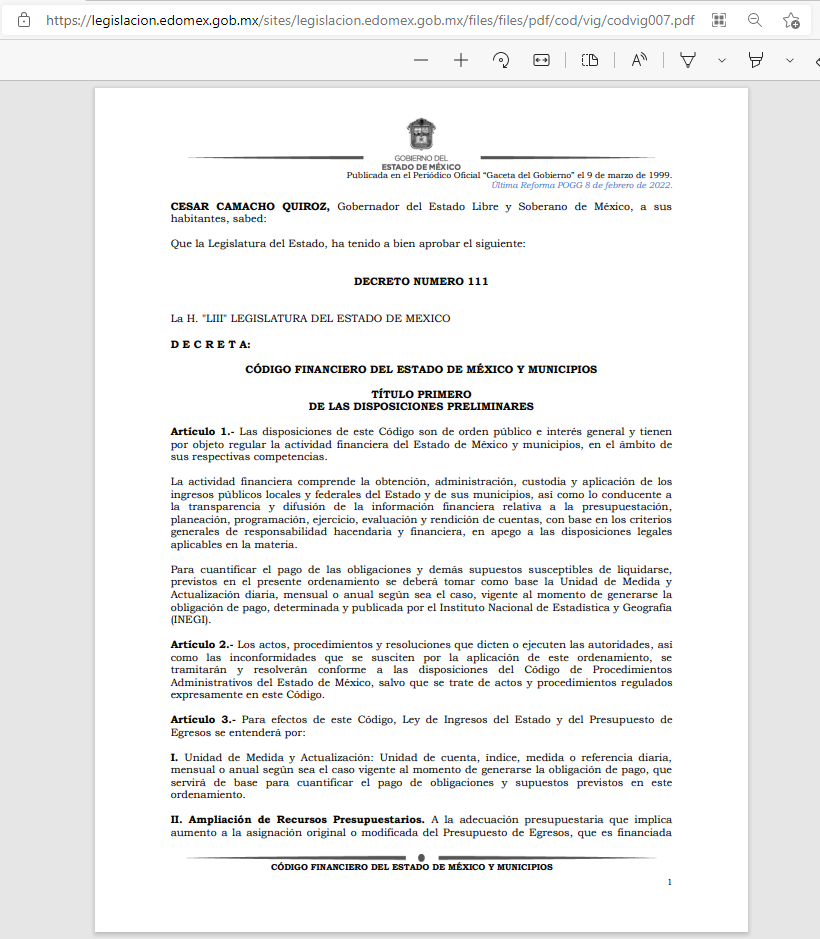 https://legislacion.edomex.gob.mx/sites/legislacion.edomex.gob.mx/files/files/pdf/cod/vig/codvig007.pdf
GOBIERNO DEL
ESTADO DE MÉXICO
Publicada en el Periódico Oficial “Gaceta del Gobierno” el 9 de marzo de 1999.
Última Reforma POGG 8 de febrero de 2022.
CESAR CAMACHO QUIROZ, Gobernador del Estado Libre y Soberano de México, a sus
habitantes, sabed:
Que la Legislatura del Estado, ha tenido a bien aprobar el siguiente:
DECRETO NUMERO 111
La H. "LIII" LEGISLATURA DEL ESTADO DE MEXICO
D E C R E T A:
CÓDIGO FINANCIERO DEL ESTADO DE MÉXICO Y MUNICIPIOS
TÍTULO PRIMERO
DE LAS DISPOSICIONES PRELIMINARES
Artículo 1.- Las disposiciones de este Código son de orden público e interés general y tienen
por objeto regular la actividad financiera del Estado de México y municipios, en el ámbito de
sus respectivas competencias.
La actividad financiera comprende la obtención, administración, custodia y aplicación de los
ingresos públicos locales y federales del Estado y de sus municipios, así como lo conducente a
la transparencia y difusión de la información financiera relativa a la presupuestación,
planeación, programación, ejercicio, evaluación y rendición de cuentas, con base en los criterios
generales de responsabilidad hacendaria y financiera, en apego a las disposiciones legales
aplicables en la materia.
Para cuantificar el pago de las obligaciones y demás supuestos susceptibles de liquidarse,
previstos en el presente ordenamiento se deberá tomar como base la Unidad de Medida y
Actualización diaria, mensual o anual según sea el caso, vigente al momento de generarse la
obligación de pago, determinada y publicada por el Instituto Nacional de Estadística y Geografía
(INEGI).
Artículo 2.- Los actos, procedimientos y resoluciones que dicten o ejecuten las autoridades, así
como las inconformidades que se susciten por la aplicación de este ordenamiento, se
tramitarán y resolverán conforme a las disposiciones del Código de Procedimientos
Administrativos del Estado de México, salvo que se trate de actos y procedimientos regulados
expresamente en este Código.
Artículo 3.- Para efectos de este Código, Ley de Ingresos del Estado y del Presupuesto de
Egresos se entenderá por:
I. Unidad de Medida y Actualización: Unidad de cuenta, índice, medida o referencia diaria,
mensual o anual según sea el caso vigente al momento de generarse la obligación de pago, que
servirá de base para cuantificar el pago de obligaciones y supuestos previstos en este
ordenamiento.
II. Ampliación de Recursos Presupuestarios. A la adecuación presupuestaria que implica
aumento a la asignación original o modificada del Presupuesto de Egresos, que es financiada
CÓDIGO FINANCIERO DEL ESTADO DE MÉXICO Y MUNICIPIOS
1